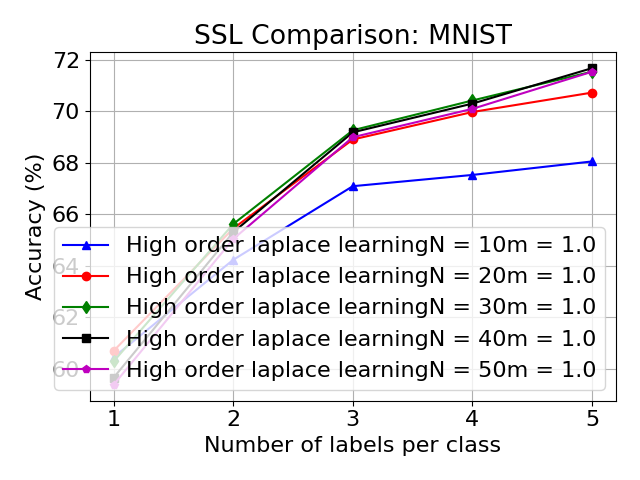 SSL Comparison: MNIST
72
70
68
66
64
62
60
Accuracy (%)
High order laplace learningN = 10m = 1.0
High order laplace learningN = 20m = 1.0
High order laplace learningN = 30m = 1.0
High order laplace learningN = 40m = 1.0
High order laplace learningN = 50m = 1.0
1 2 3 4 5
Number of labels per class